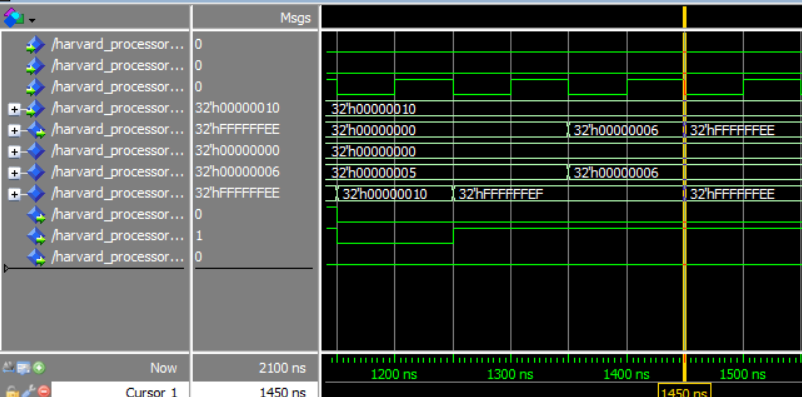 Msgs
/harvard_processor... 0
/harvard_processor... 0
/harvard_processor... 0
/harvard_processor... 32'h00000010 32'h00000010
/harvard_processor... 32'hFFFFFFEE 32'h00000000 32'h00000006 32'hFFFFFFEE
/harvard_processor... 32'h00000000 32'h00000000
/harvard_processor... 32'h00000006 32'h00000005 32'h00000006
/harvard_processor... 32'hFFFFFFEE 32'h00000010 32'hFFFFFFEF 32'hFFFFFFEE
/harvard_processor... 0
/harvard_processor... 1
/harvard_processor... 0
Now 2100 ns 1200 ns 1300 ns 1400 ns 1500 ns
Cursor 1 1450 ns 1450 ns